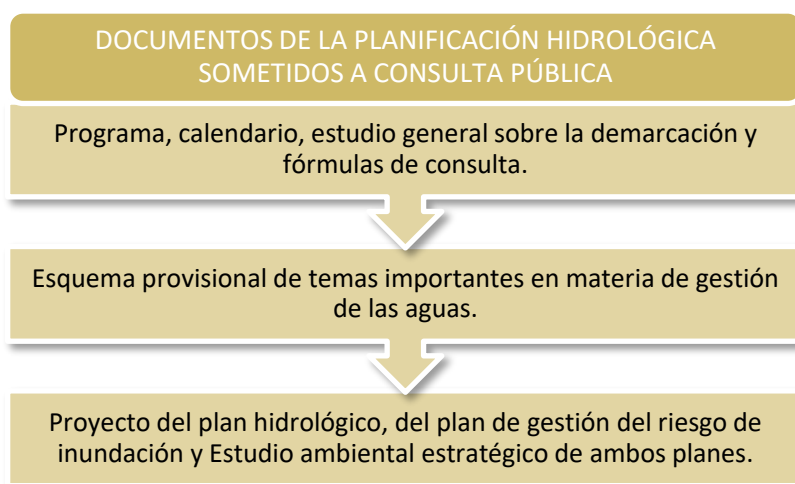 DOCUMENTOS DE LA PLANIFICACIÓN HIDROLÓGICA
SOMETIDOS A CONSULTA PÚBLICA
Programa, calendario, estudio general sobre la demarcación y
fórmulas de consulta.
Esquema provisional de temas importantes en materia de gestión
de las aguas.
Proyecto del plan hidrológico, del plan de gestión del riesgo de
inundación y Estudio ambiental estratégico de ambos planes.